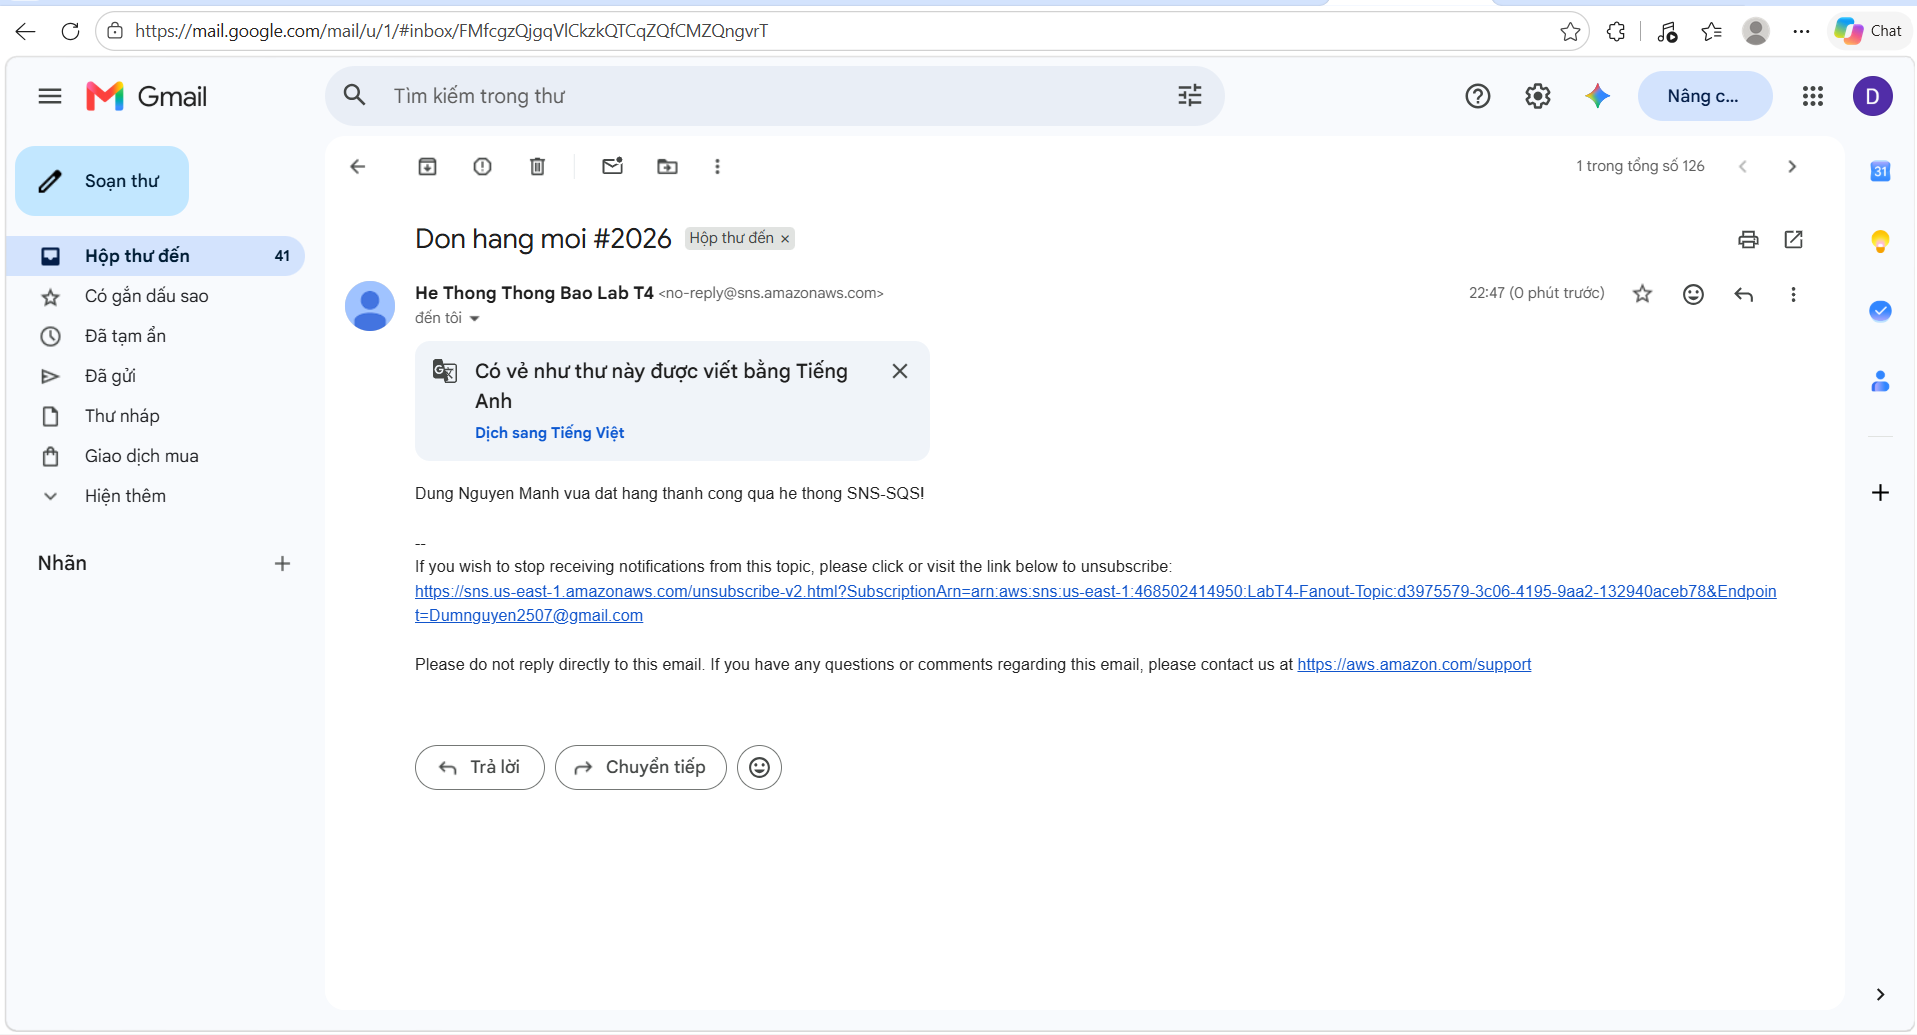 https://mail.google.com/mail/u/1/#inbox/FMfcgzQjgqVlCkzkQTCqZQfCMZQngvrT
Chat
Gmail
Tìm kiếm trong thư
Nâng c...
D
Soạn thư
1 trong tổng số 126
31
Hộp thư đến 41
Có gắn dấu sao
Đã tạm ẩn
Đã gửi
Thư nháp
Giao dịch mua
Hiện thêm
Nhãn
Don hang moi #2026 Hộp thư đến ×
He Thong Thong Bao Lab T4 <no-reply@sns.amazonaws.com>
22:47 (0 phút trước)
đến tôi
Có vẻ như thư này được viết bằng Tiếng
Anh
Dịch sang Tiếng Việt
Dung Nguyen Manh vua dat hang thanh cong qua he thong SNS-SQS!
--
If you wish to stop receiving notifications from this topic, please click or visit the link below to unsubscribe:
https://sns.us-east-1.amazonaws.com/unsubscribe-v2.html?SubscriptionArn=arn:aws:sns:us-east-1:468502414950:LabT4-Fanout-Topic:d3975579-3c06-4195-9aa2-132940aceb78&Endpoin
t=Dumnguyen2507@gmail.com
Please do not reply directly to this email. If you have any questions or comments regarding this email, please contact us at https://aws.amazon.com/support
Trả lời
Chuyển tiếp